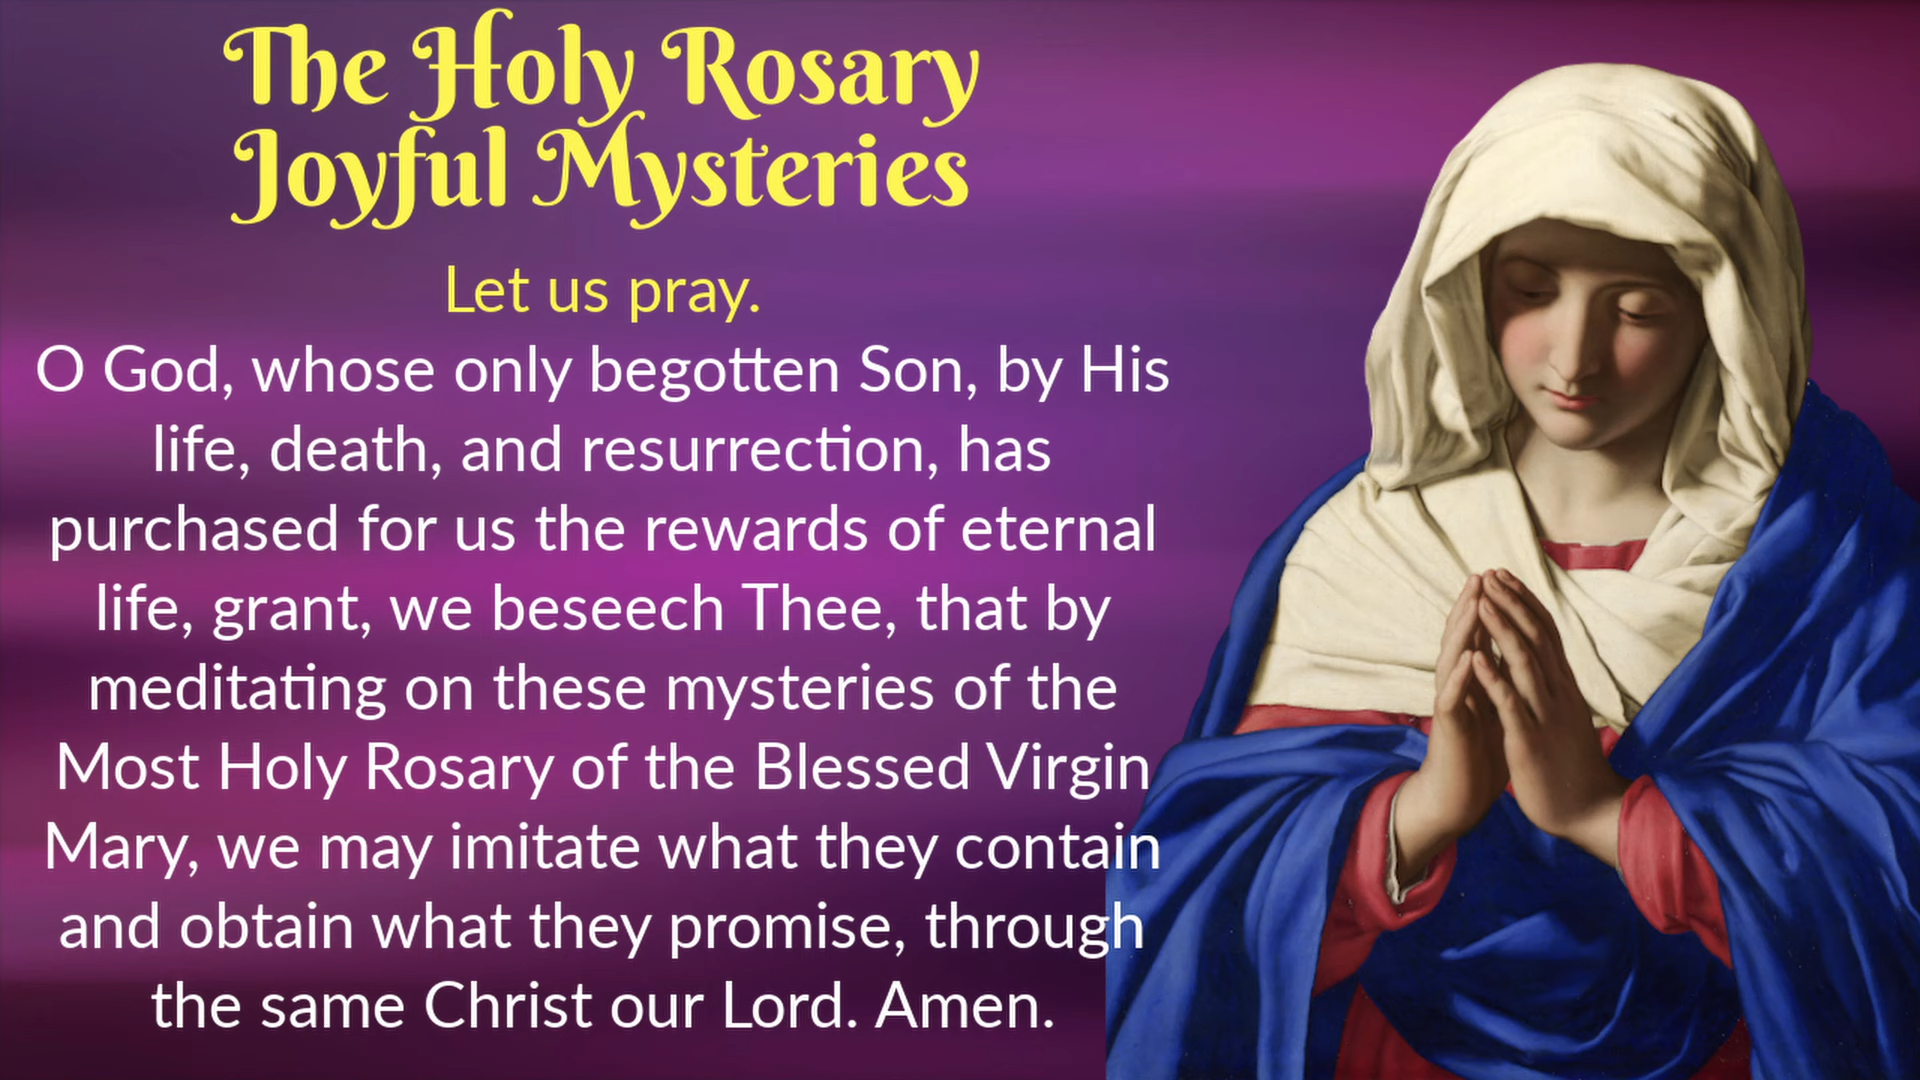 The Holy Rosary
Joyful Mysteries
Let us pray.
O God, whose only begotten Son, by His
life, death, and resurrection, has
purchased for us the rewards of eternal
life, grant, we beseech Thee, that by
meditating on these mysteries of the
Most Holy Rosary of the Blessed Virgin
Mary, we may imitate what they contain
and obtain what they promise, through
the same Christ our Lord. Amen.